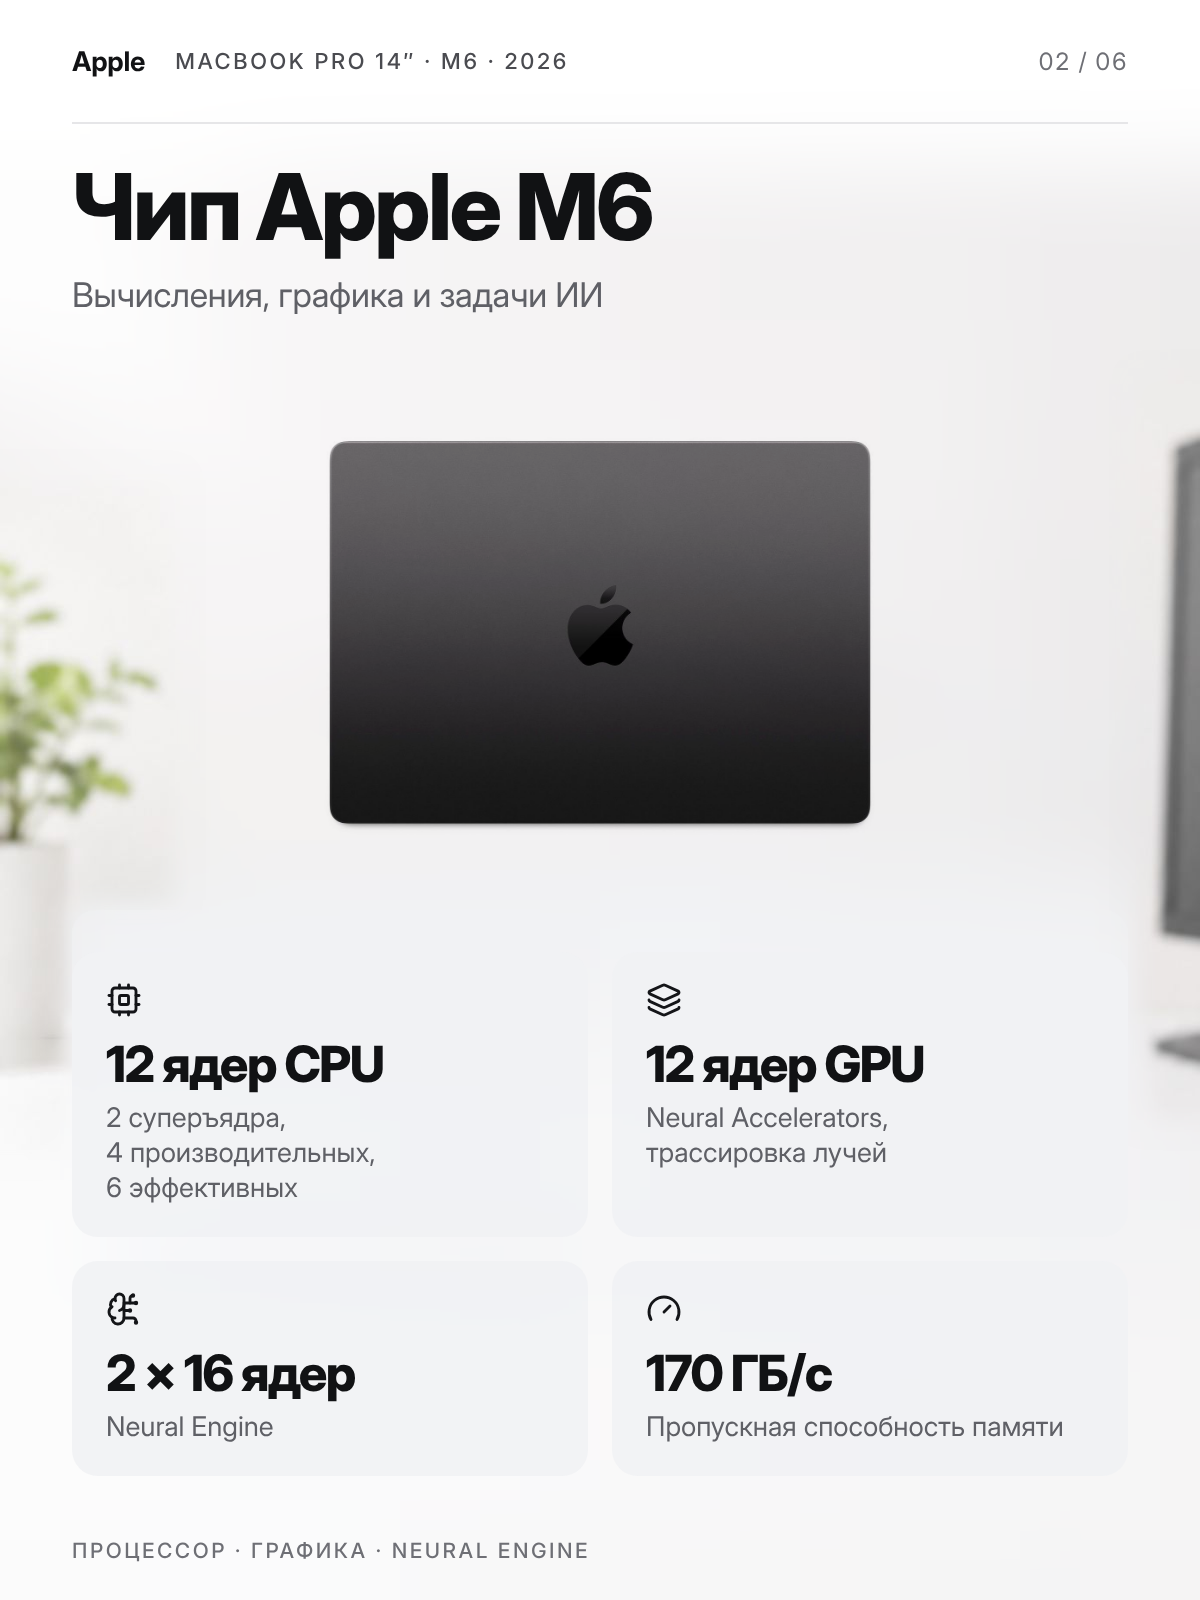 Apple MACBOOK PRO 14″ · M6 · 2026 02 / 06
Чип Apple M6
Вычисления, графика и задачи ИИ
12 ядер CPU
2 суперъядра,
4 производительных,
6 эффективных
12 ядер GPU
Neural Accelerators,
трассировка лучей
2 × 16 ядер
Neural Engine
170 ГБ/с
Пропускная способность памяти
ПРОЦЕССОР · ГРАФИКА · NEURAL ENGINE